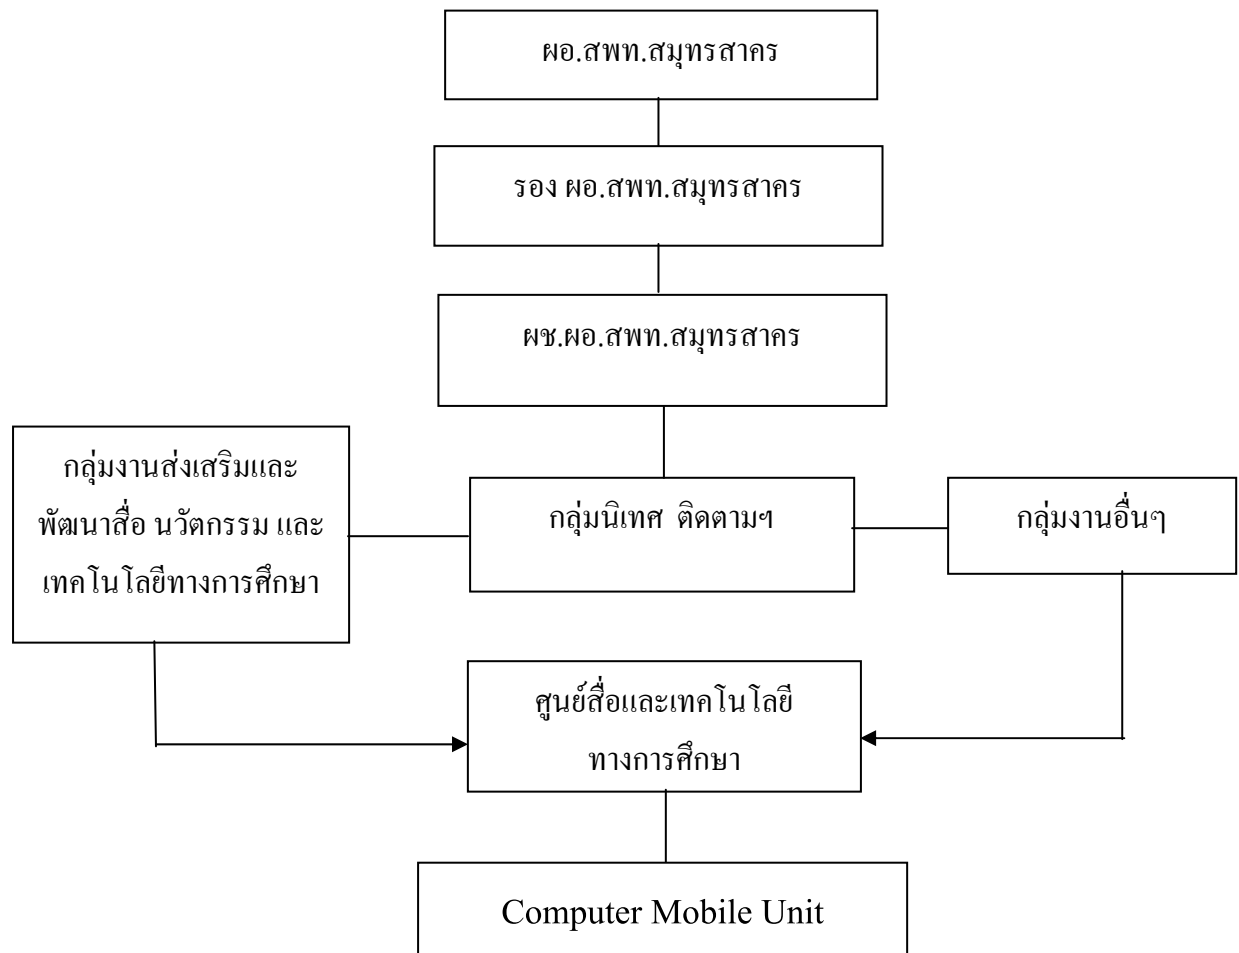 ผอ.สพท.สมุทรสาคร
รอง ผอ.สพท.สมุทรสาคร
ผช.ผอ.สพท.สมุทรสาคร
กลุ่มงานส่งเสริมและ
พัฒนาสื่อ นวัตกรรม และ
เทคโนโลยีทางการศึกษา
กลุ่มนิเทศ ติดตามฯ
กลุ่มงานอื่นๆ
ศูนย์สื่อและเทคโนโลยี
ทางการศึกษา
Computer Mobile Unit